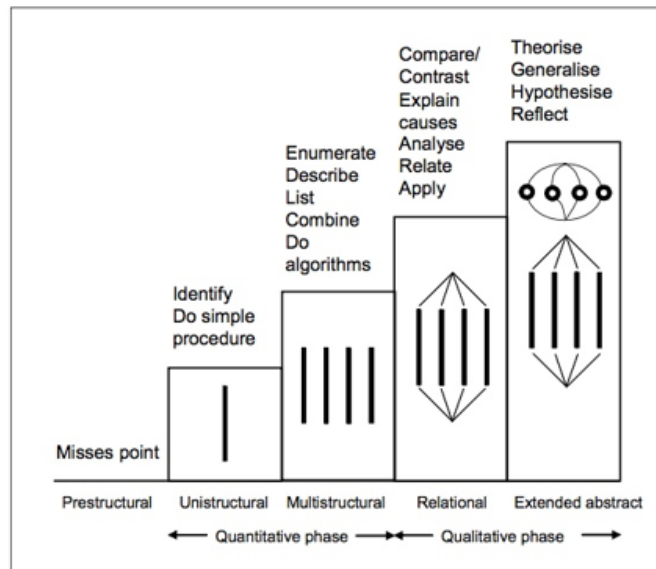 Misses point
Identify
Do simple
procedure
Enumerate
Describe
List
Combine
Do
algorithms
Compare/
Contrast
Explain
causes
Analyse
Relate
Apply
Theorise
Generalise
Hypothesise
Reflect
Prestructural Unistructural Multistructural Relational Extended abstract
Quantitative phase Qualitative phase